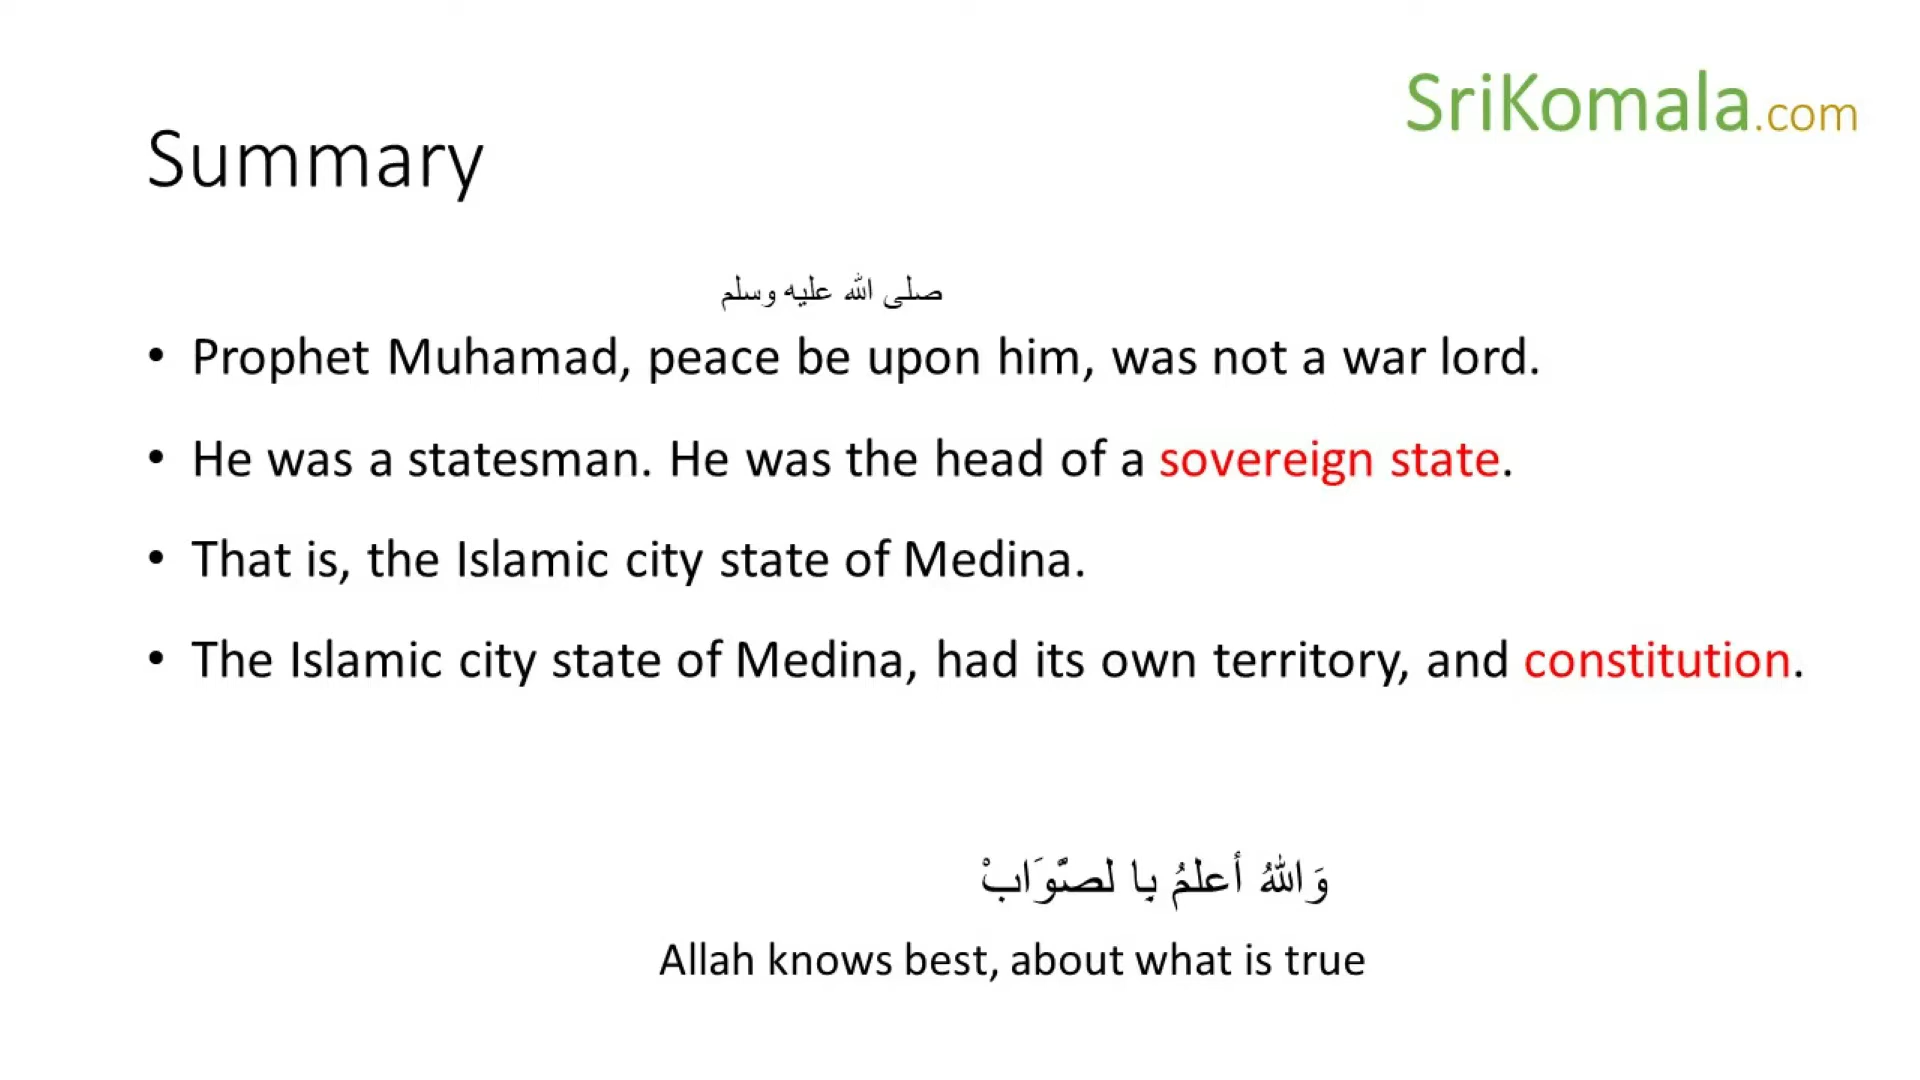 SriKomala.com
Summary
صلى الله عليه وسلم
• Prophet Muhamad, peace be upon him, was not a war lord.
• He was a statesman. He was the head of a sovereign state.
• That is, the Islamic city state of Medina.
• The Islamic city state of Medina, had its own territory, and constitution.
وَاللهُ أعلمُ بِا لصَّوَابْ
Allah knows best, about what is true